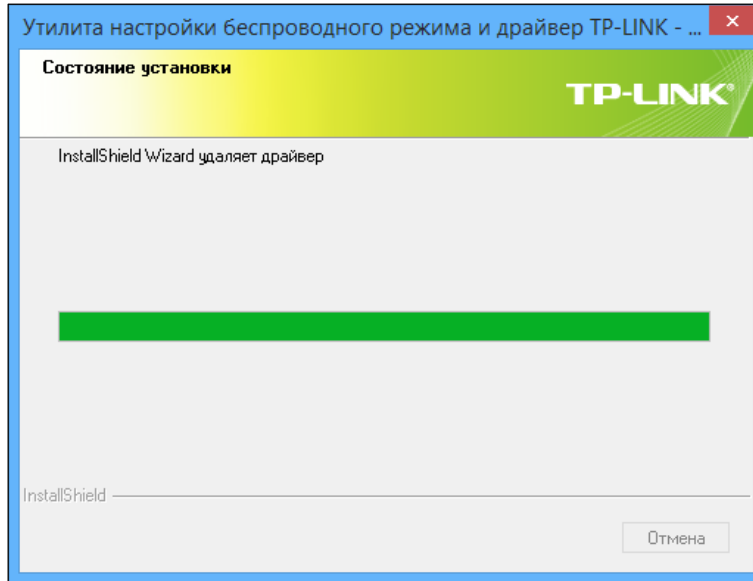 Утилита настройки беспроводного режима и драйвер TP-LINK - ...
Состояние установки
TP-LINK®
InstallShield Wizard удаляет драйвер
InstallShield
Отмена